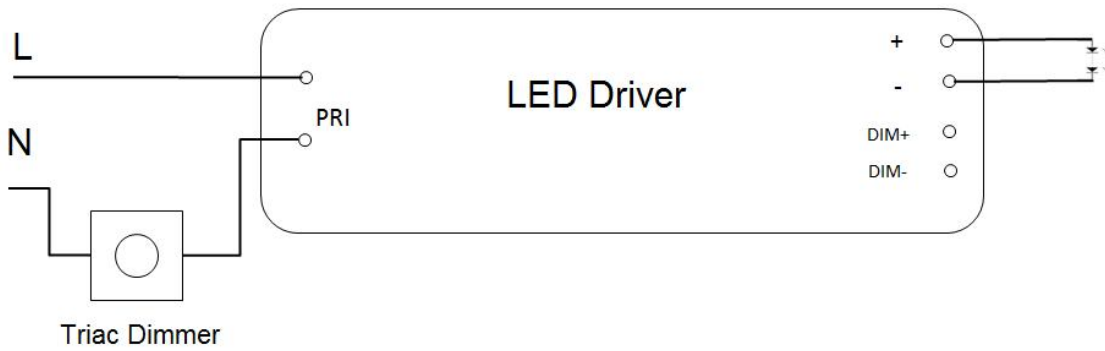 L
+
LED Driver
-
PRI
N
DIM+
DIM-
Triac Dimmer